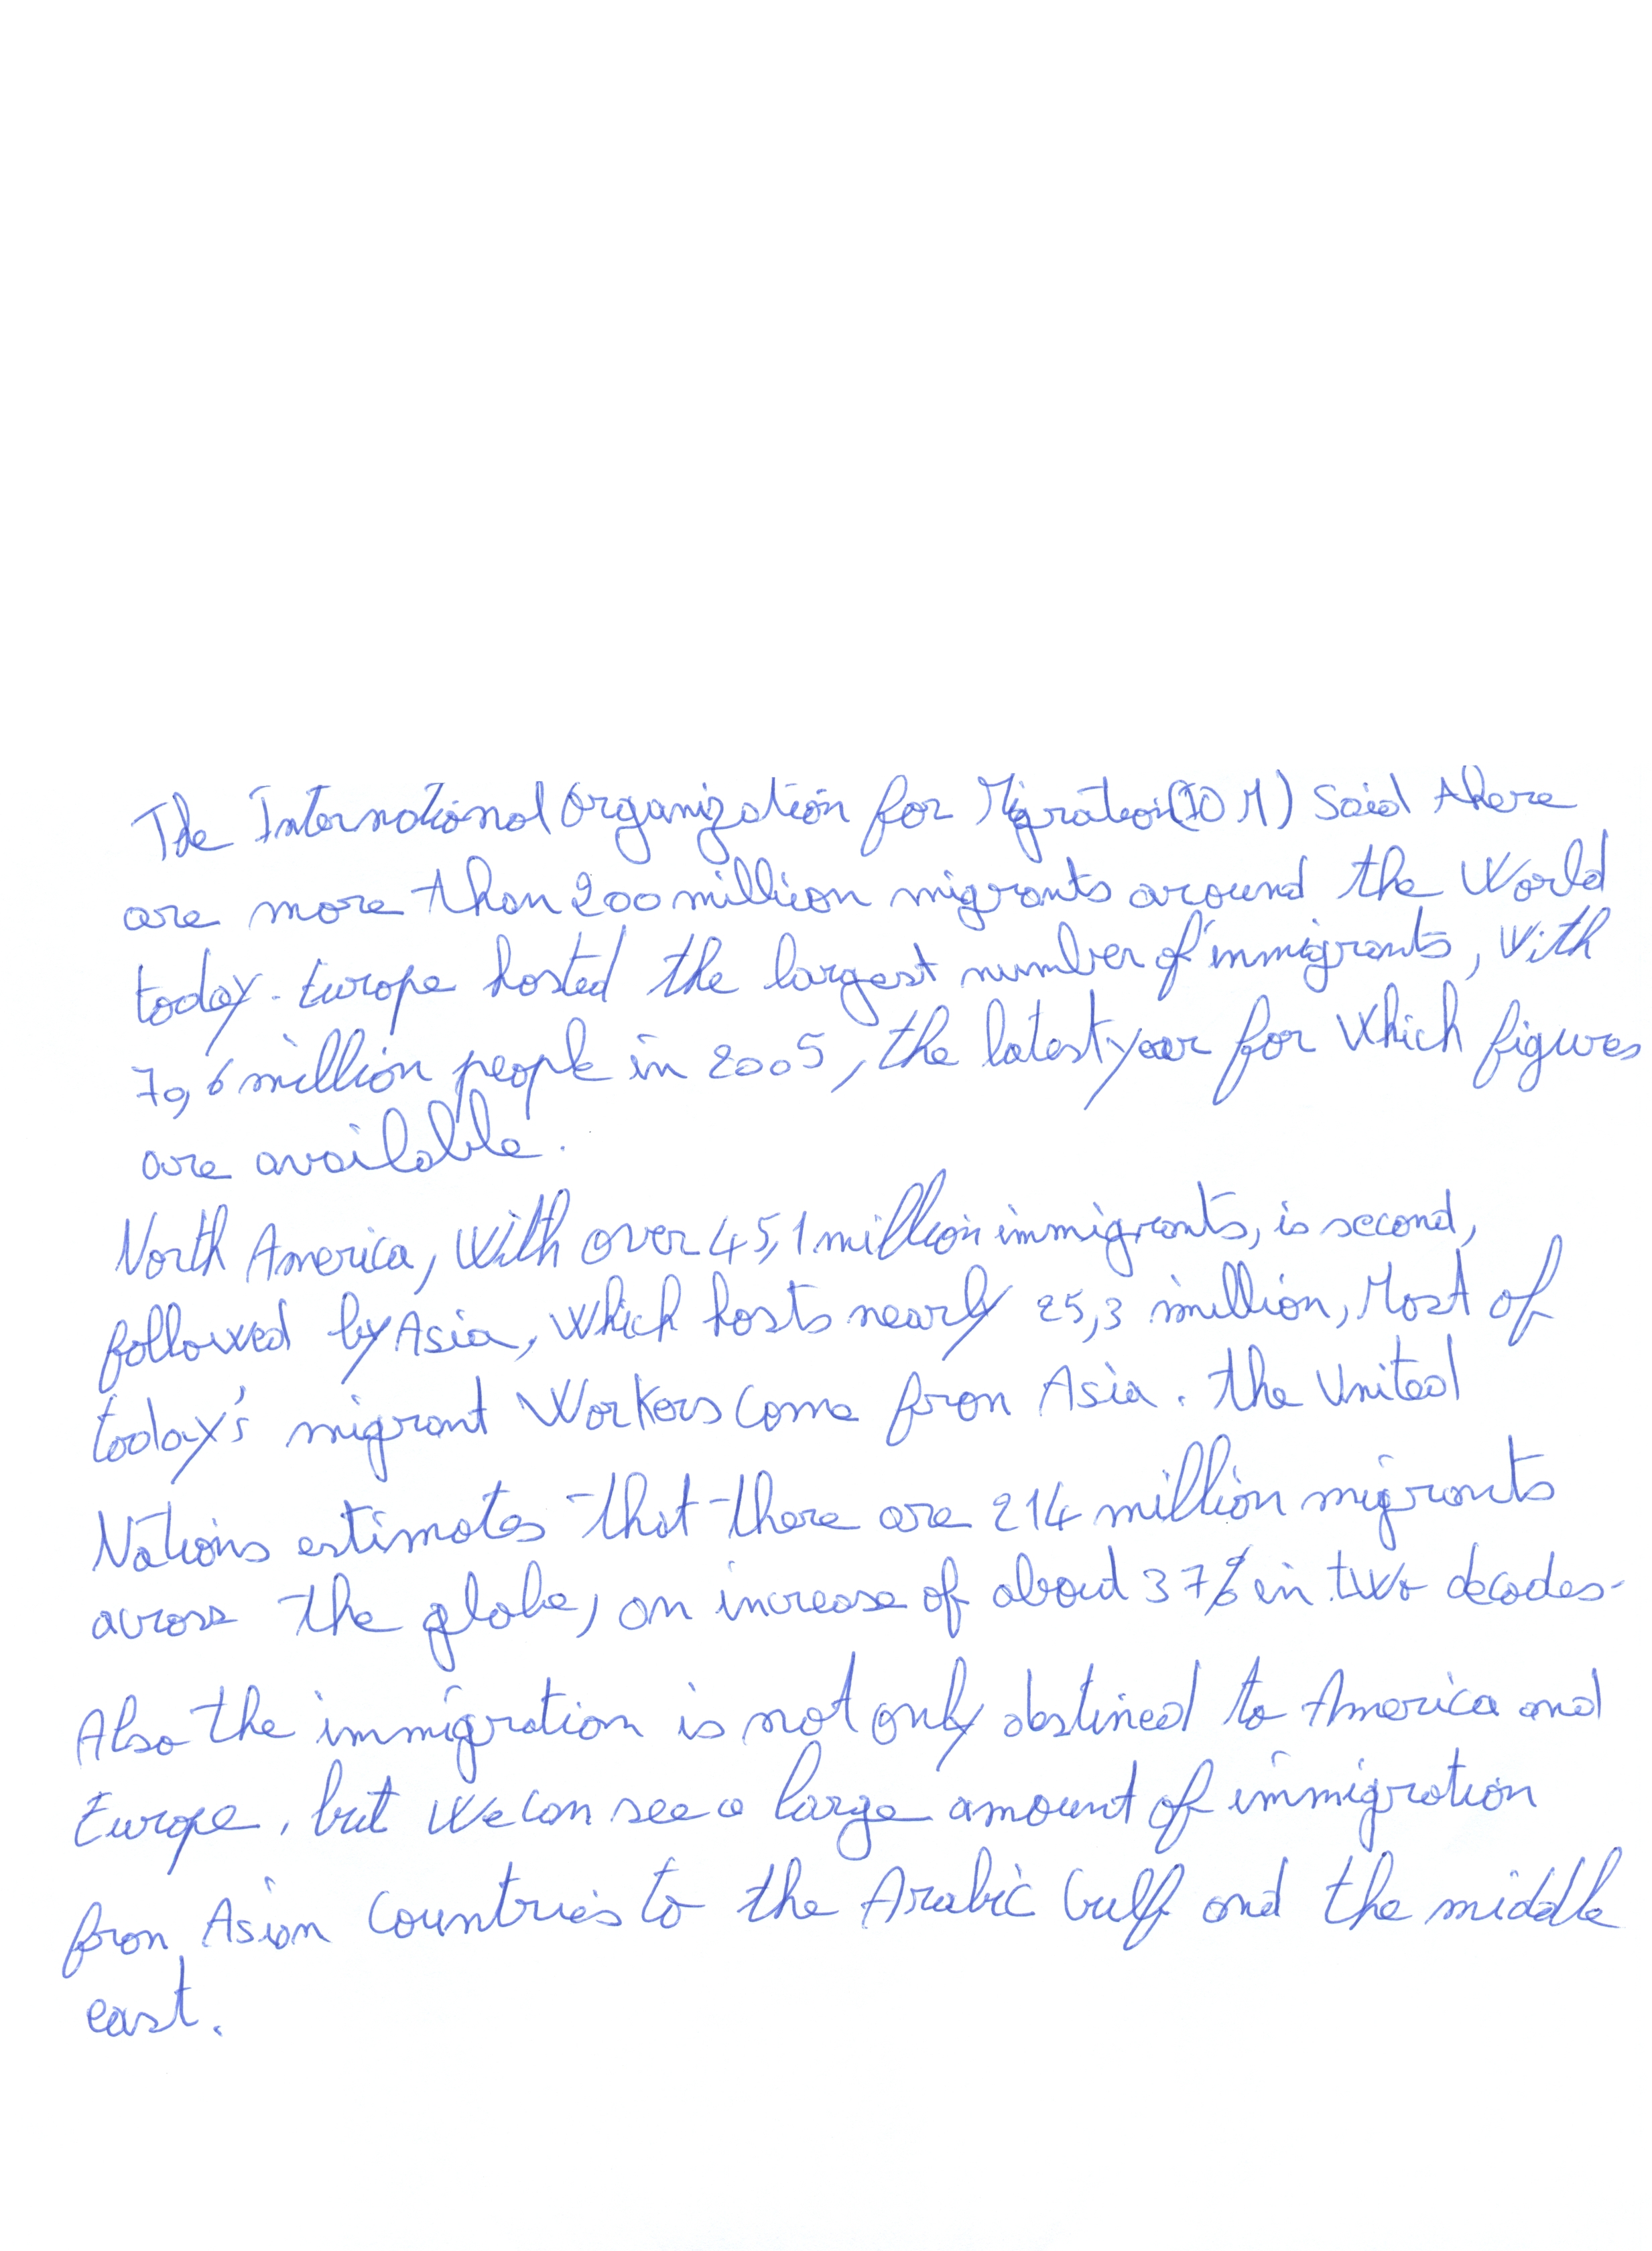 The International Organization for Migration (IOM) Said there
are more than 200 million migrants around the World
today. Europe hosted the largest number of immigrants, With
70,6 million people in 2005, the latest year for Which figures
are available.
North America, With over 45,1 million immigrants, is second,
followed by Asia, Which hosts nearly 25,3 million, Most of
today's migrant Workers come from Asia. the United
Nations estimates that there are 214 million migrants
across the globe, an increase of about 37% in two decades.
Also the immigration is not only destined to America and
Europe, but We can see a large amount of immigration
from Asian Countries to the Arabic Gulf and the middle
east.